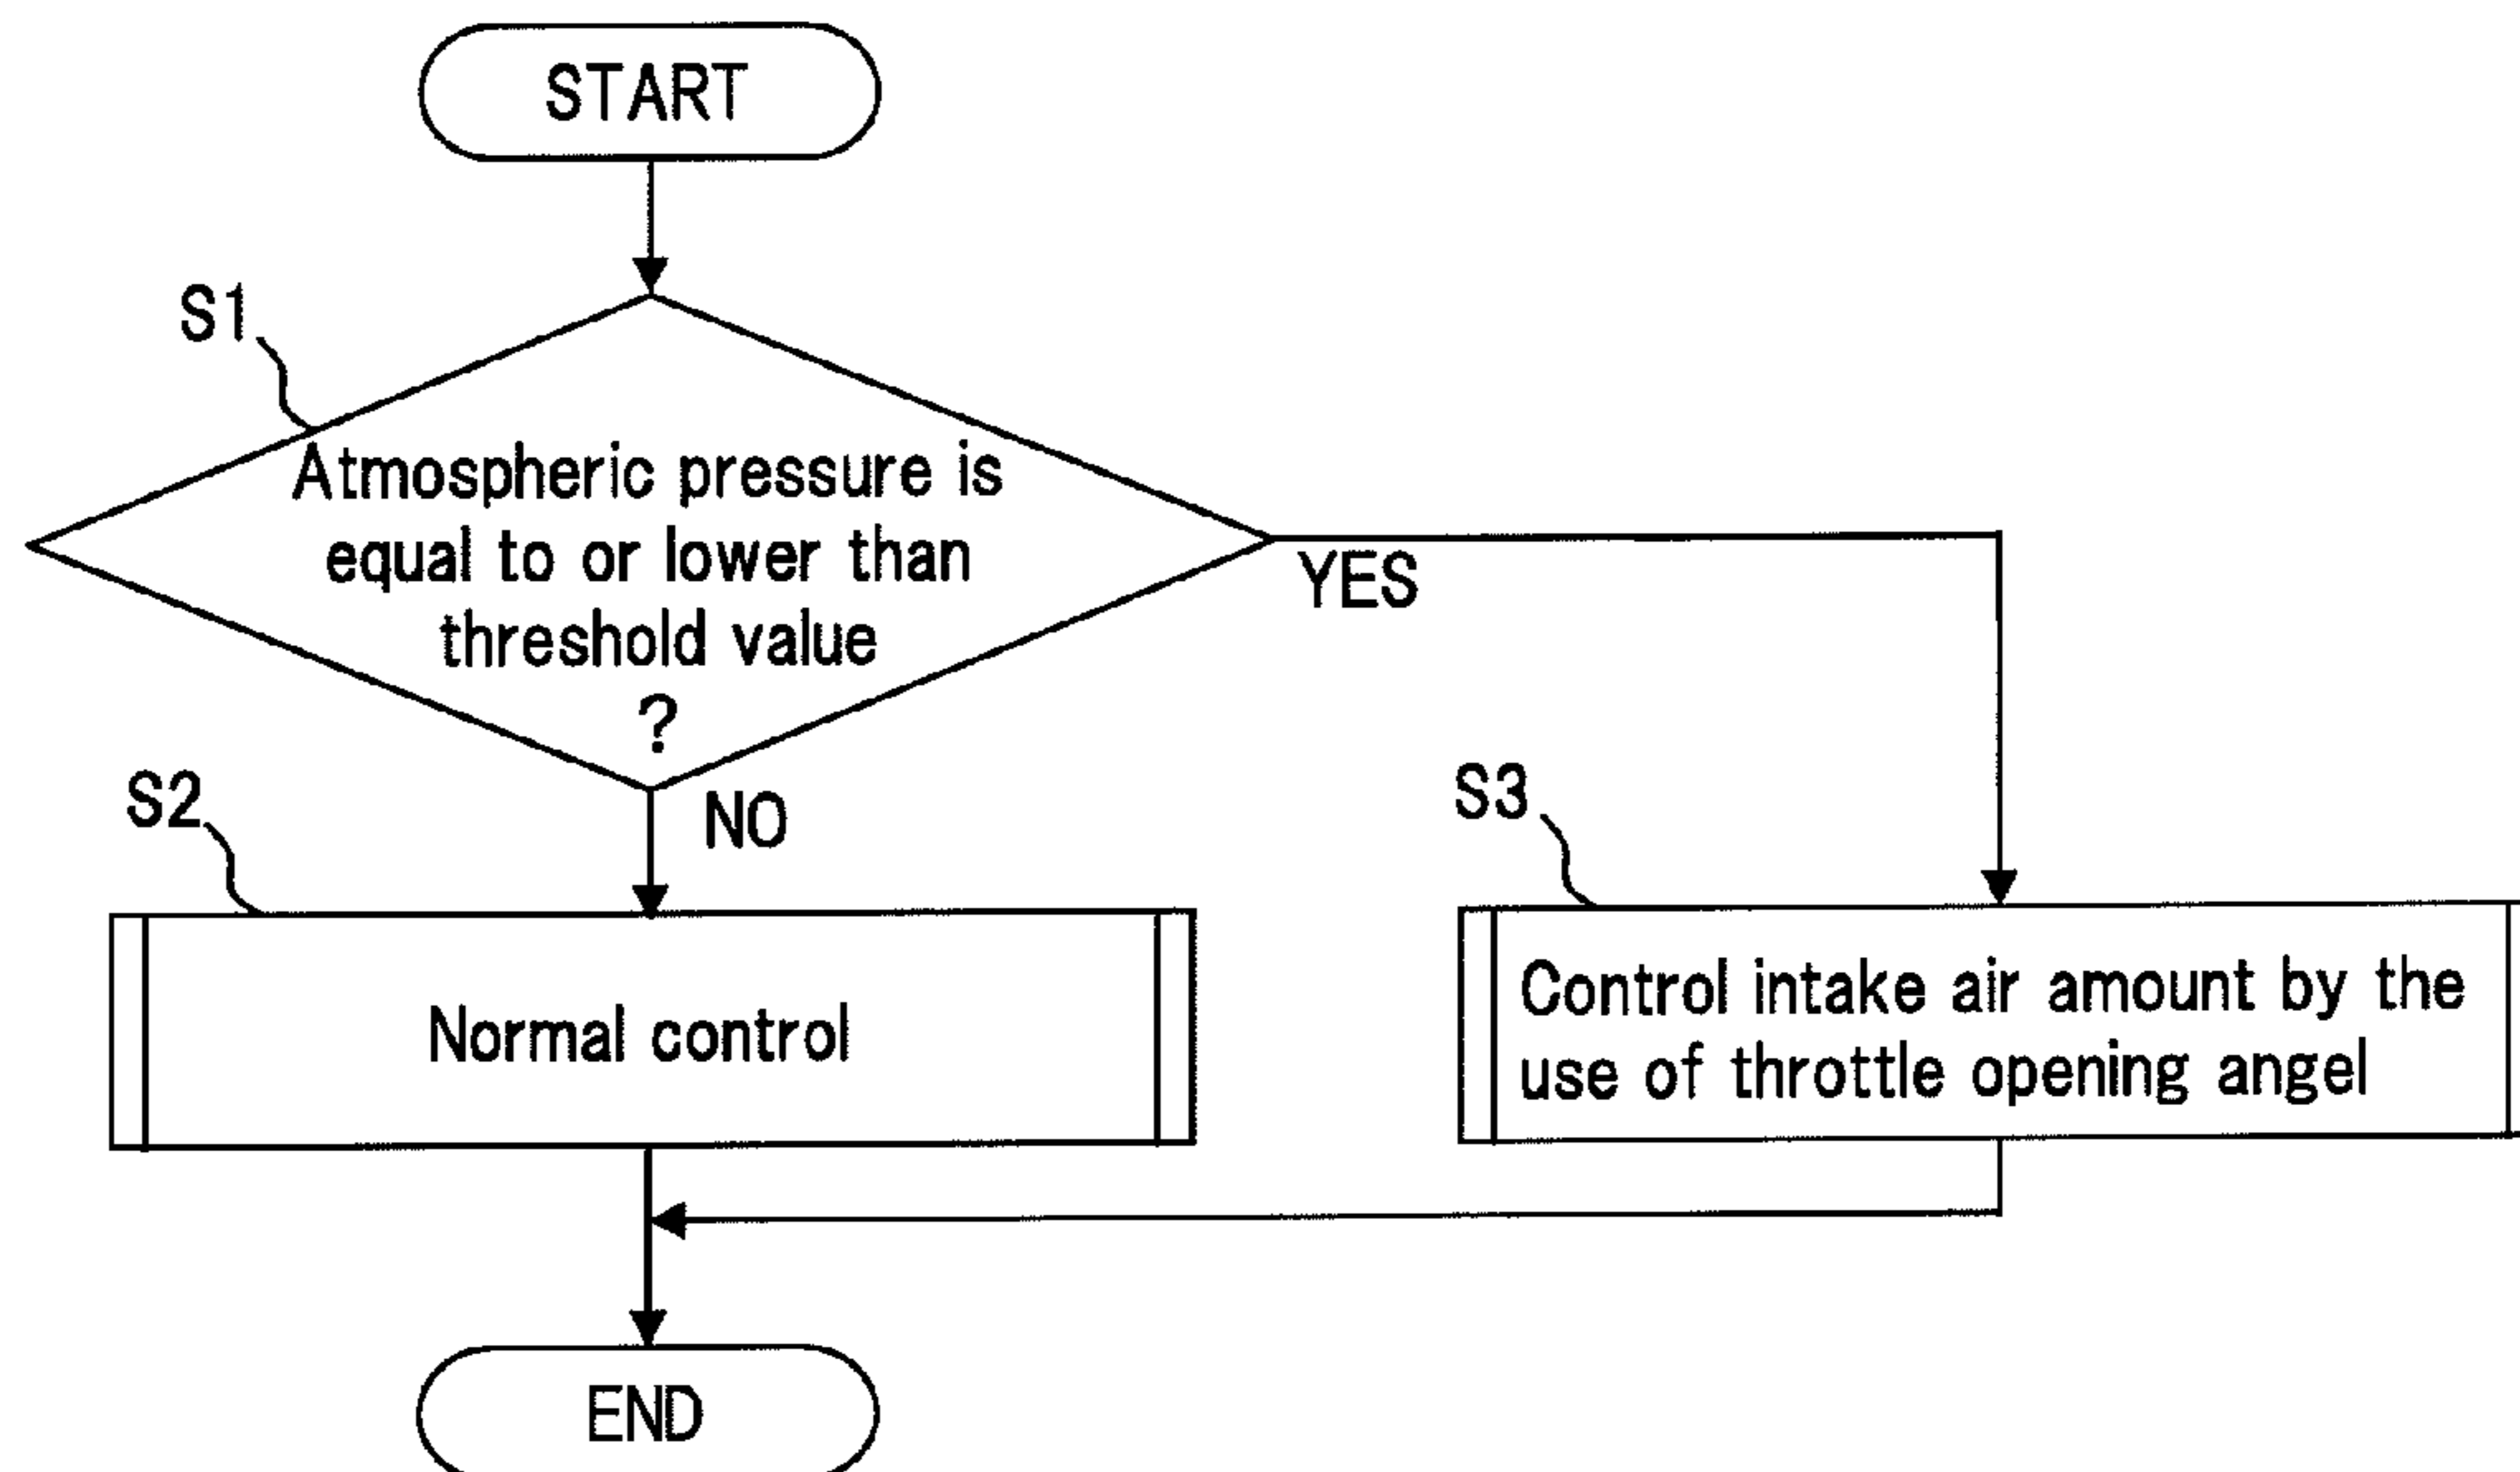 START
S1
Atmospheric pressure is
equal to or lower than
threshold value
?
YES
NO
S2
Normal control
S3
Control intake air amount by the
use of throttle opening angel
END